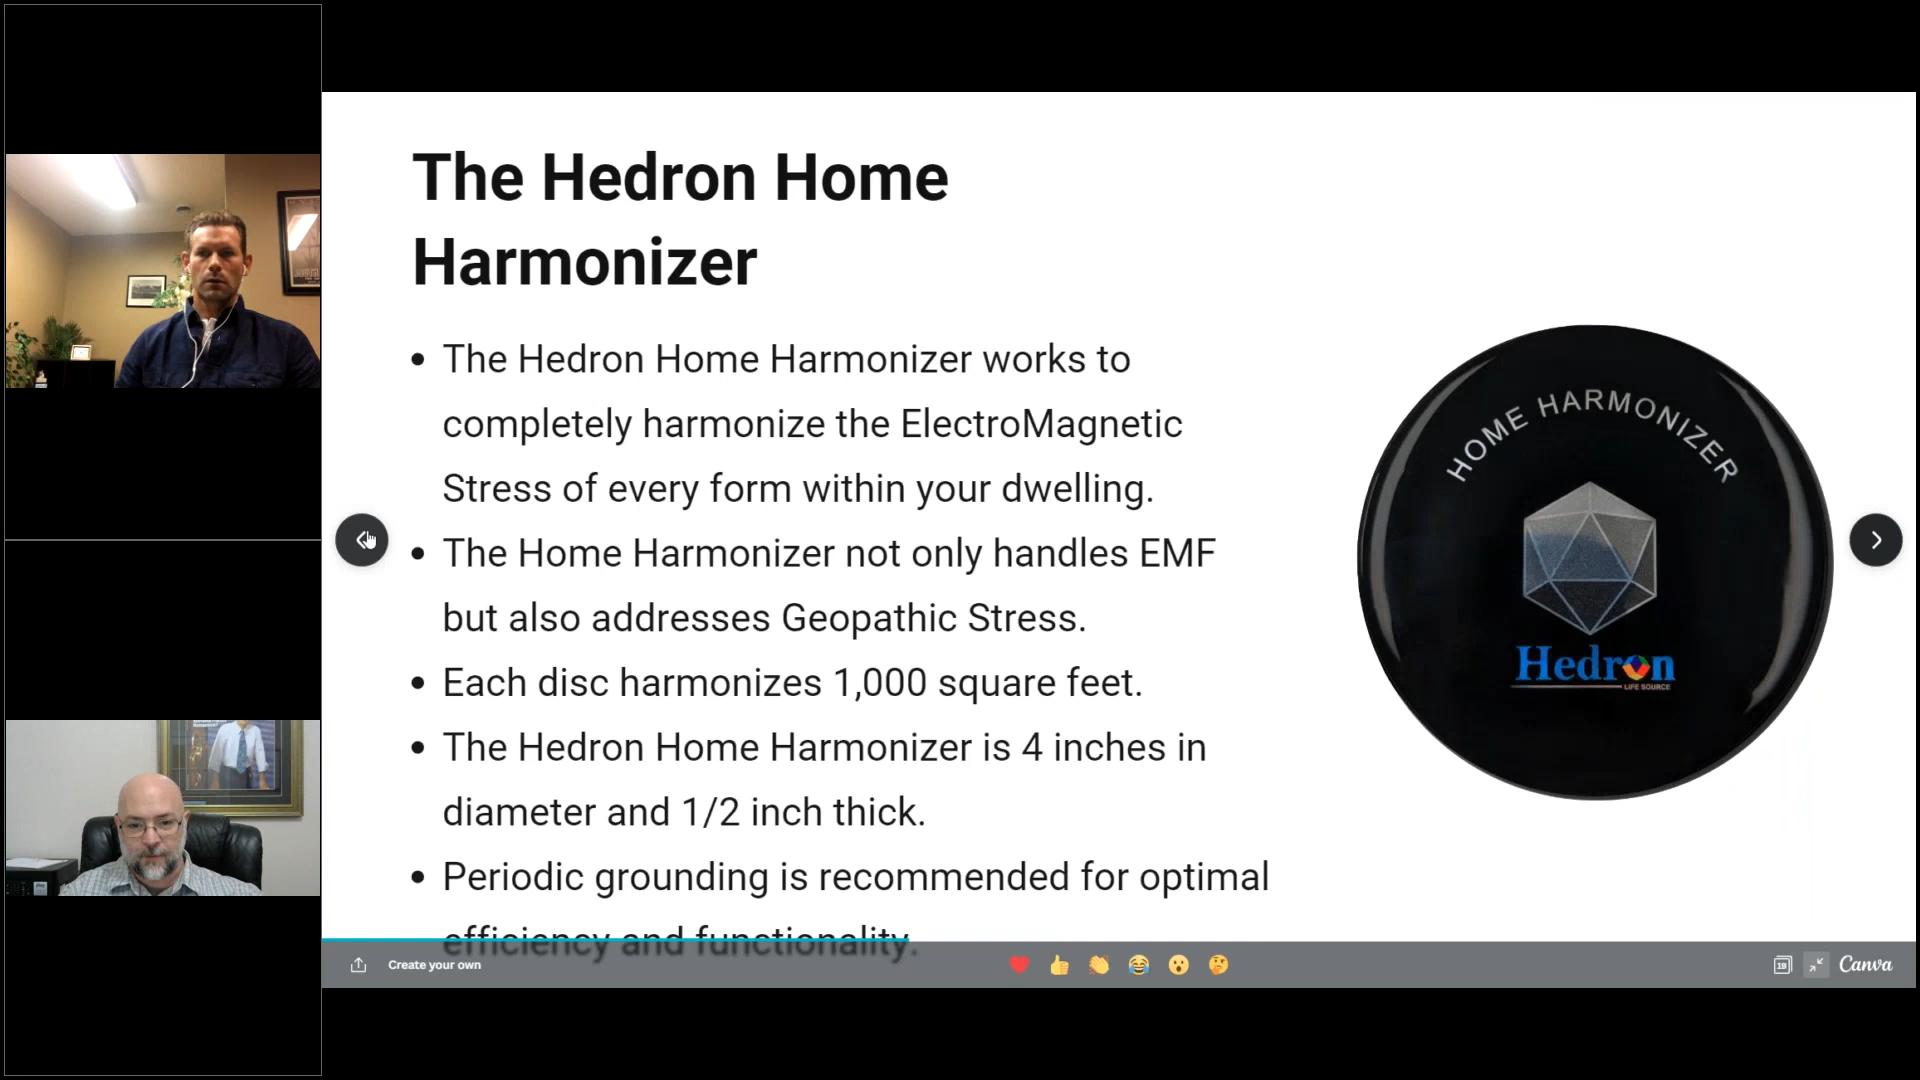 The Hedron Home
Harmonizer
The Hedron Home Harmonizer works to
completely harmonize the ElectroMagnetic
Stress of every form within your dwelling.
The Home Harmonizer not only handles EMF
but also addresses Geopathic Stress.
Each disc harmonizes 1,000 square feet.
The Hedron Home Harmonizer is 4 inches in
diameter and 1/2 inch thick.
Periodic grounding is recommended for optimal
efficiency and functionality.
HOME HARMONIZER
Hedron
LIFE SOURCE
Create your own
19
Canva